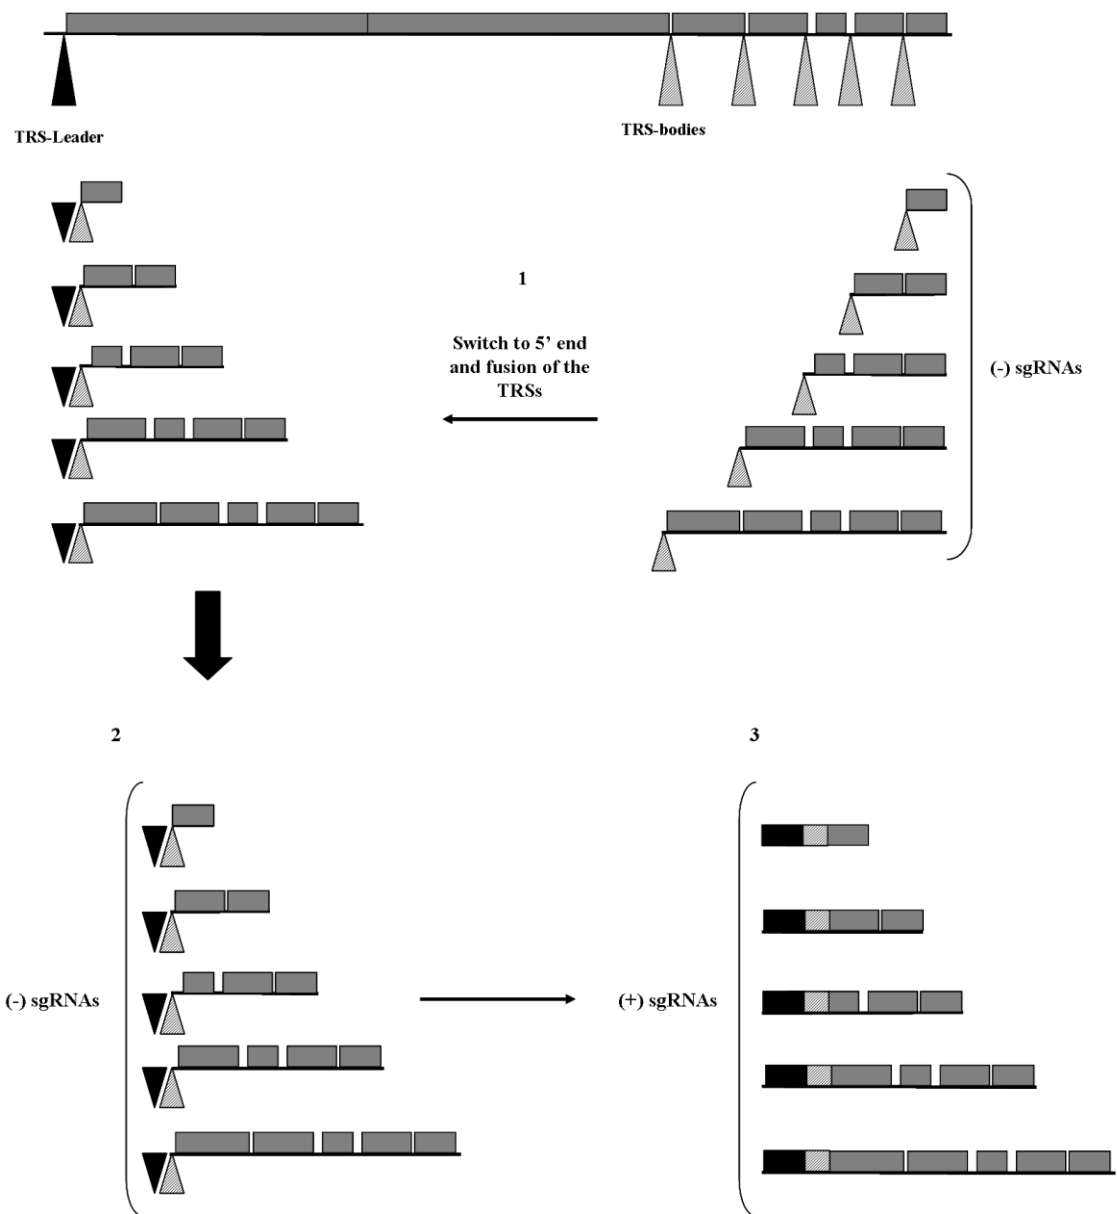 TRS-Leader
TRS-bodies
1
Switch to 5’ end
and fusion of the
TRSs
(-) sgRNAs
2
3
(-) sgRNAs
(+) sgRNAs